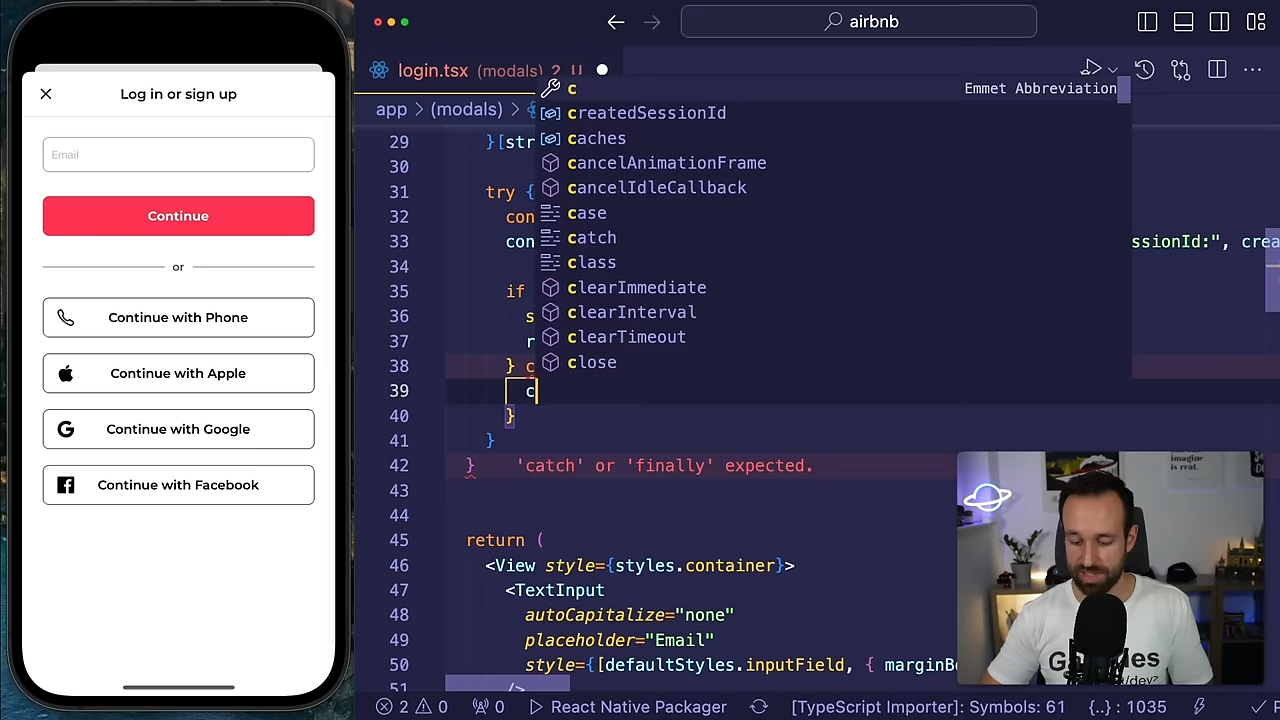 Log in or sign up
Email
Continue
or
Continue with Phone
Continue with Apple
Continue with Google
Continue with Facebook
airbnb
login.tsx (modals) 2, U
app > (modals) >
c Emmet Abbreviation
createdSessionId
caches
cancelAnimationFrame
cancelIdleCallback
case
catch
class
clearImmediate
clearInterval
clearTimeout
close
29 }[str
30
31 try {
32 con
33 con ssionId:", crea
34
35 if
36 s
37 r
38 } c
39 c
40 }
41 }
42 } 'catch' or 'finally' expected.
43
44
45 return (
46 <View style={styles.container}>
47 <TextInput
48 autoCapitalize="none"
49 placeholder="Email"
50 style={[defaultStyles.inputField, { marginBo
51 />
2 0 0 React Native Packager [TypeScript Importer]: Symbols: 61 {..} : 1035
imagine
is real.